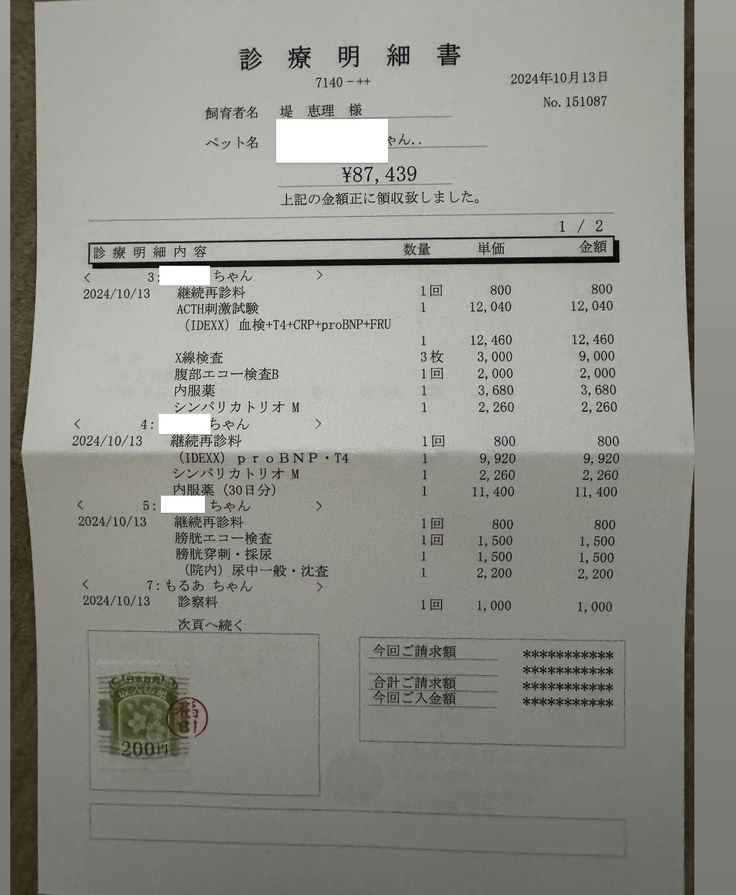 診療明細書
7140-++
2024年10月13日
No.151087
飼育者名 堤 恵理 様
ペット名 ゃん..
¥87,439
上記の金額正に領収致しました。
1 / 2
診療明細内容 数量 単価 金額
< 3: ちゃん >
2024/10/13 継続再診料 1回 800 800
ACTH刺激試験 1 12,040 12,040
(IDEXX) 血検+T4+CRP+proBNP+FRU
1 12,460 12,460
X線検査 3枚 3,000 9,000
腹部エコー検査B 1回 2,000 2,000
内服薬 1 3,680 3,680
シンパリカトリオ M 1 2,260 2,260
< 4: ちゃん >
2024/10/13 継続再診料 1回 800 800
(IDEXX) proBNP・T4 1 9,920 9,920
シンパリカトリオ M 1 2,260 2,260
内服薬 (30日分) 1 11,400 11,400
< 5: ちゃん >
2024/10/13 継続再診料 1回 800 800
膀胱エコー検査 1回 1,500 1,500
膀胱穿刺・採尿 1 1,500 1,500
(院内) 尿中一般・沈査 1 2,200 2,200
< 7:もるあ ちゃん >
2024/10/13 診察料 1回 1,000 1,000
次頁へ続く
今回ご請求額 ***********
***********
合計ご請求額 ***********
今回ご入金額 ***********
日本政府
収入印紙
200円